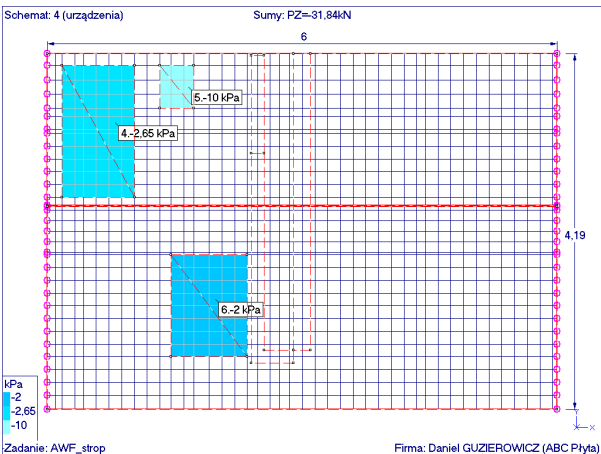 Schemat: 4 (urządzenia) Sumy: PZ=-31,84kN
6
5.-10 kPa
4.-2,65 kPa
4,19
6.-2 kPa
kPa
-2
-2,65
-10
Y
x
Zadanie: AWF_strop Firma: Daniel GUZIEROWICZ (ABC Płyta)